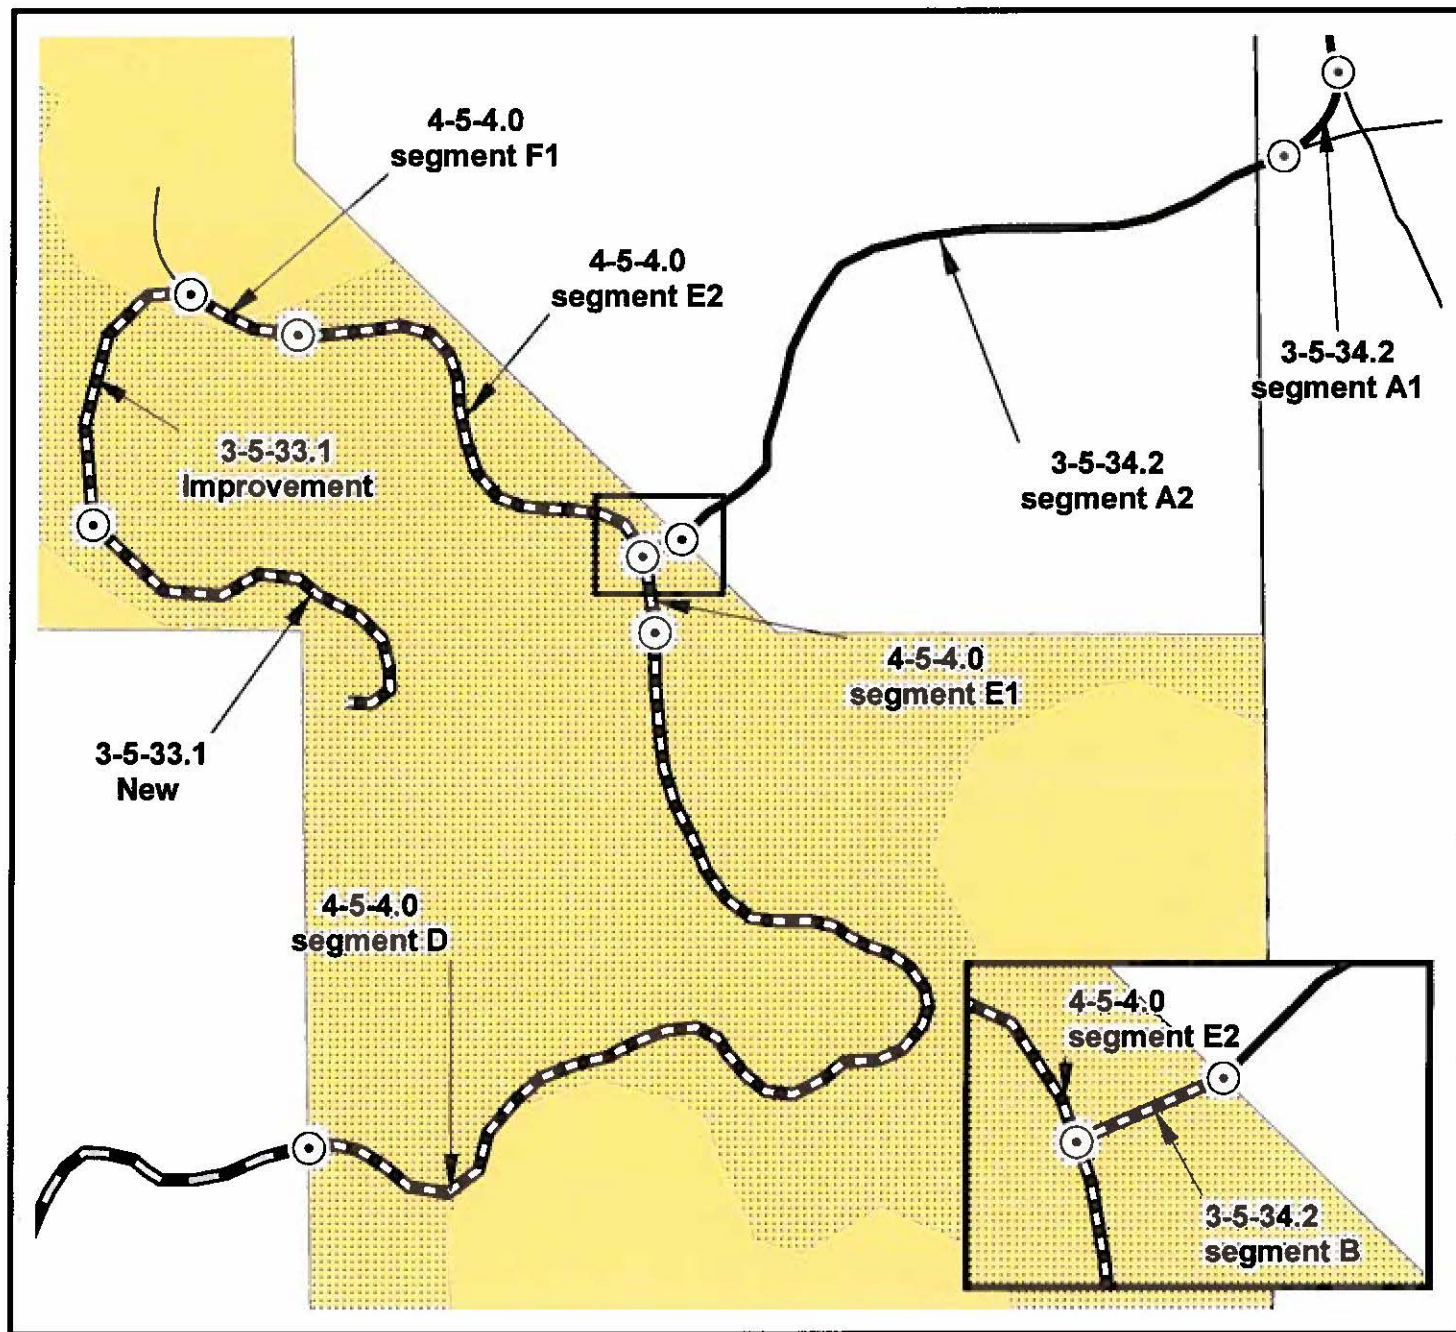 4-5-4.0
segment F1
4-5-4.0
segment E2
3-5-34.2
segment A1
3-5-33.1
Improvement
3-5-34.2
segment A2
4-5-4.0
segment E1
3-5-33.1
New
4-5-4.0
segment D
4-5-4.0
segment E2
3-5-34.2
segment B